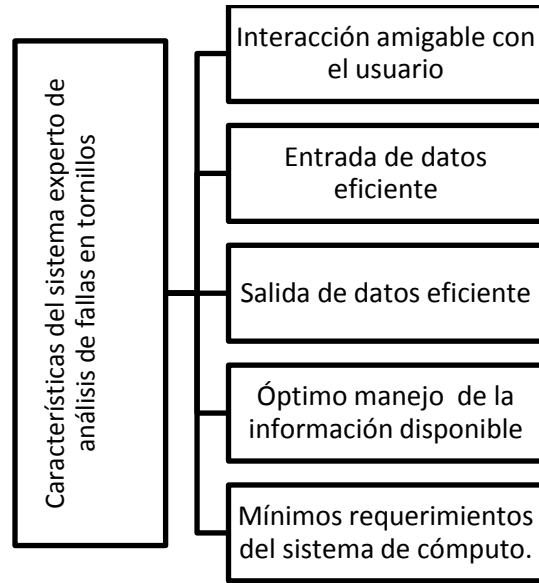 Características del sistema experto de
análisis de fallas en tornillos
Interacción amigable con
el usuario
Entrada de datos
eficiente
Salida de datos eficiente
Óptimo manejo de la
información disponible
Mínimos requerimientos
del sistema de cómputo.